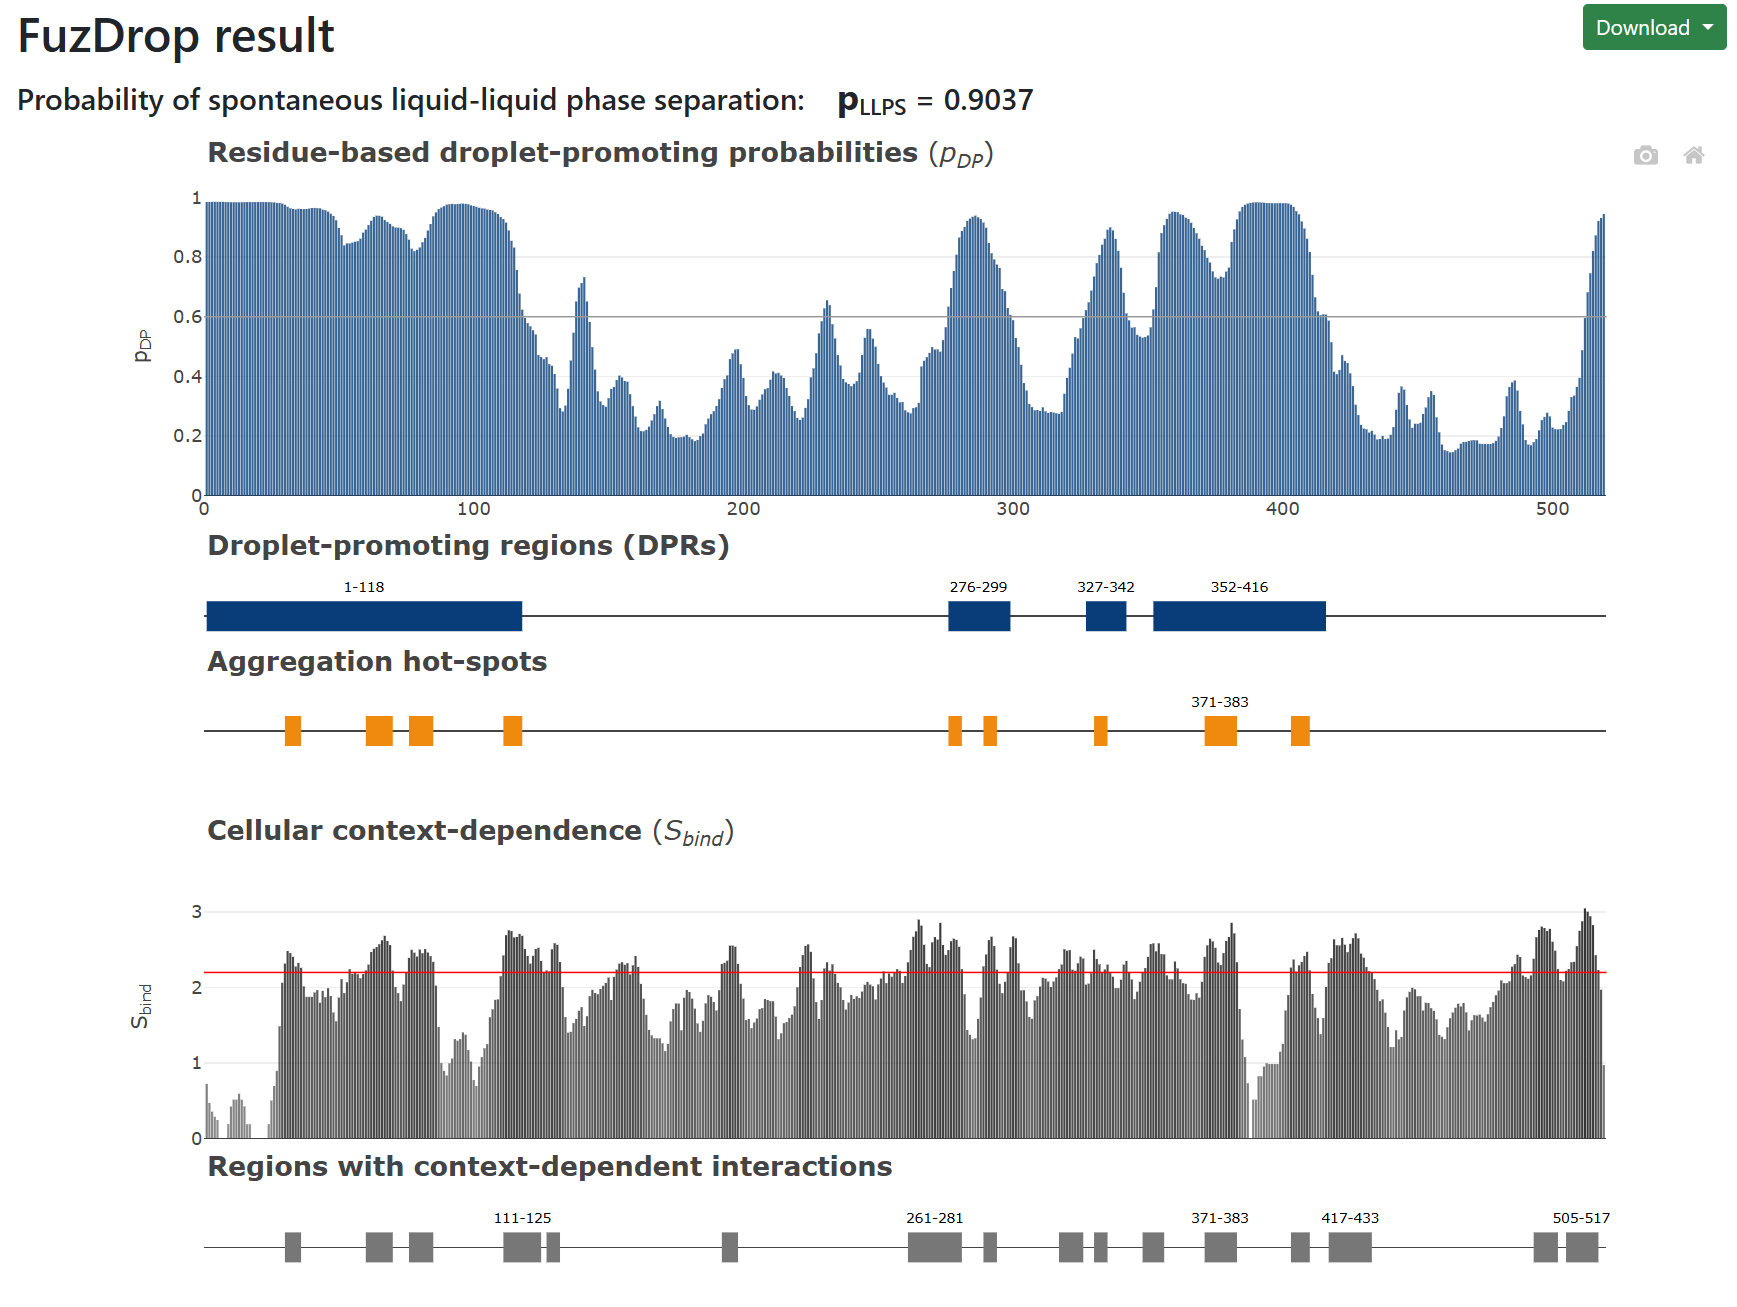 FuzDrop result
Download
Probability of spontaneous liquid-liquid phase separation: pLLPS = 0.9037
Residue-based droplet-promoting probabilities (pDP)
1
0.8
0.6
0.4
0.2
0
pDP
0 100 200 300 400 500
Droplet-promoting regions (DPRs)
1-118 276-299 327-342 352-416
Aggregation hot-spots
371-383
Cellular context-dependence (Sbind)
3
2
1
0
Sbind
Regions with context-dependent interactions
111-125 261-281 371-383 417-433 505-517